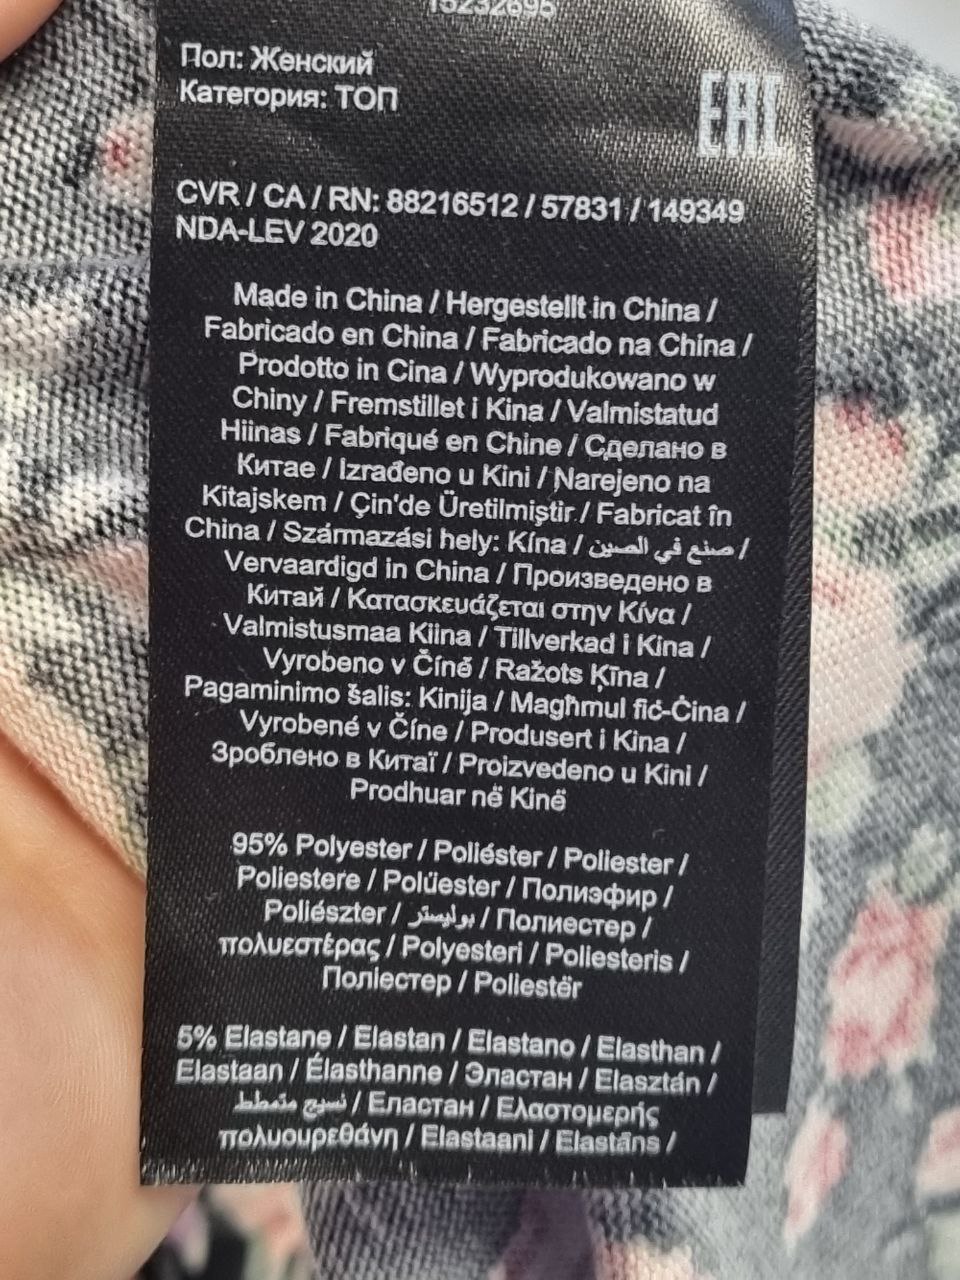 15232695
Пол: Женский
Категория: ТОП
EAC
CVR / CA / RN: 88216512 / 57831 / 149349
NDA-LEV 2020
Made in China / Hergestellt in China /
Fabricado en China / Fabricado na China /
Prodotto in Cina / Wyprodukowano w
Chiny / Fremstillet i Kina / Valmistatud
Hiinas / Fabriqué en Chine / Сделано в
Китае / Izrađeno u Kini / Narejeno na
Kitajskem / Çin'de Üretilmiştir / Fabricat în
China / Származási hely: Kína / صنع في الصين /
Vervaardigd in China / Произведено в
Китай / Κατασκευάζεται στην Κίνα /
Valmistusmaa Kiina / Tillverkad i Kina /
Vyrobeno v Číně / Ražots Ķīna /
Pagaminimo šalis: Kinija / Magħmul fiċ-Ċina /
Vyrobené v Číne / Produsert i Kina /
Зроблено в Китаї / Proizvedeno u Kini /
Prodhuar në Kinë
95% Polyester / Poliéster / Poliester /
Poliestere / Polüester / Полиэфир /
Poliészter / بوليستر / Полиестер /
πολυεστέρας / Polyesteri / Poliesteris /
Поліестер / Poliestër
5% Elastane / Elastan / Elastano / Elasthan /
Elastaan / Élasthanne / Эластан / Elasztán /
نسيج متمطط / Еластан / Ελαστομερής
πολυουρεθάνη / Elastaani / Elastāns /